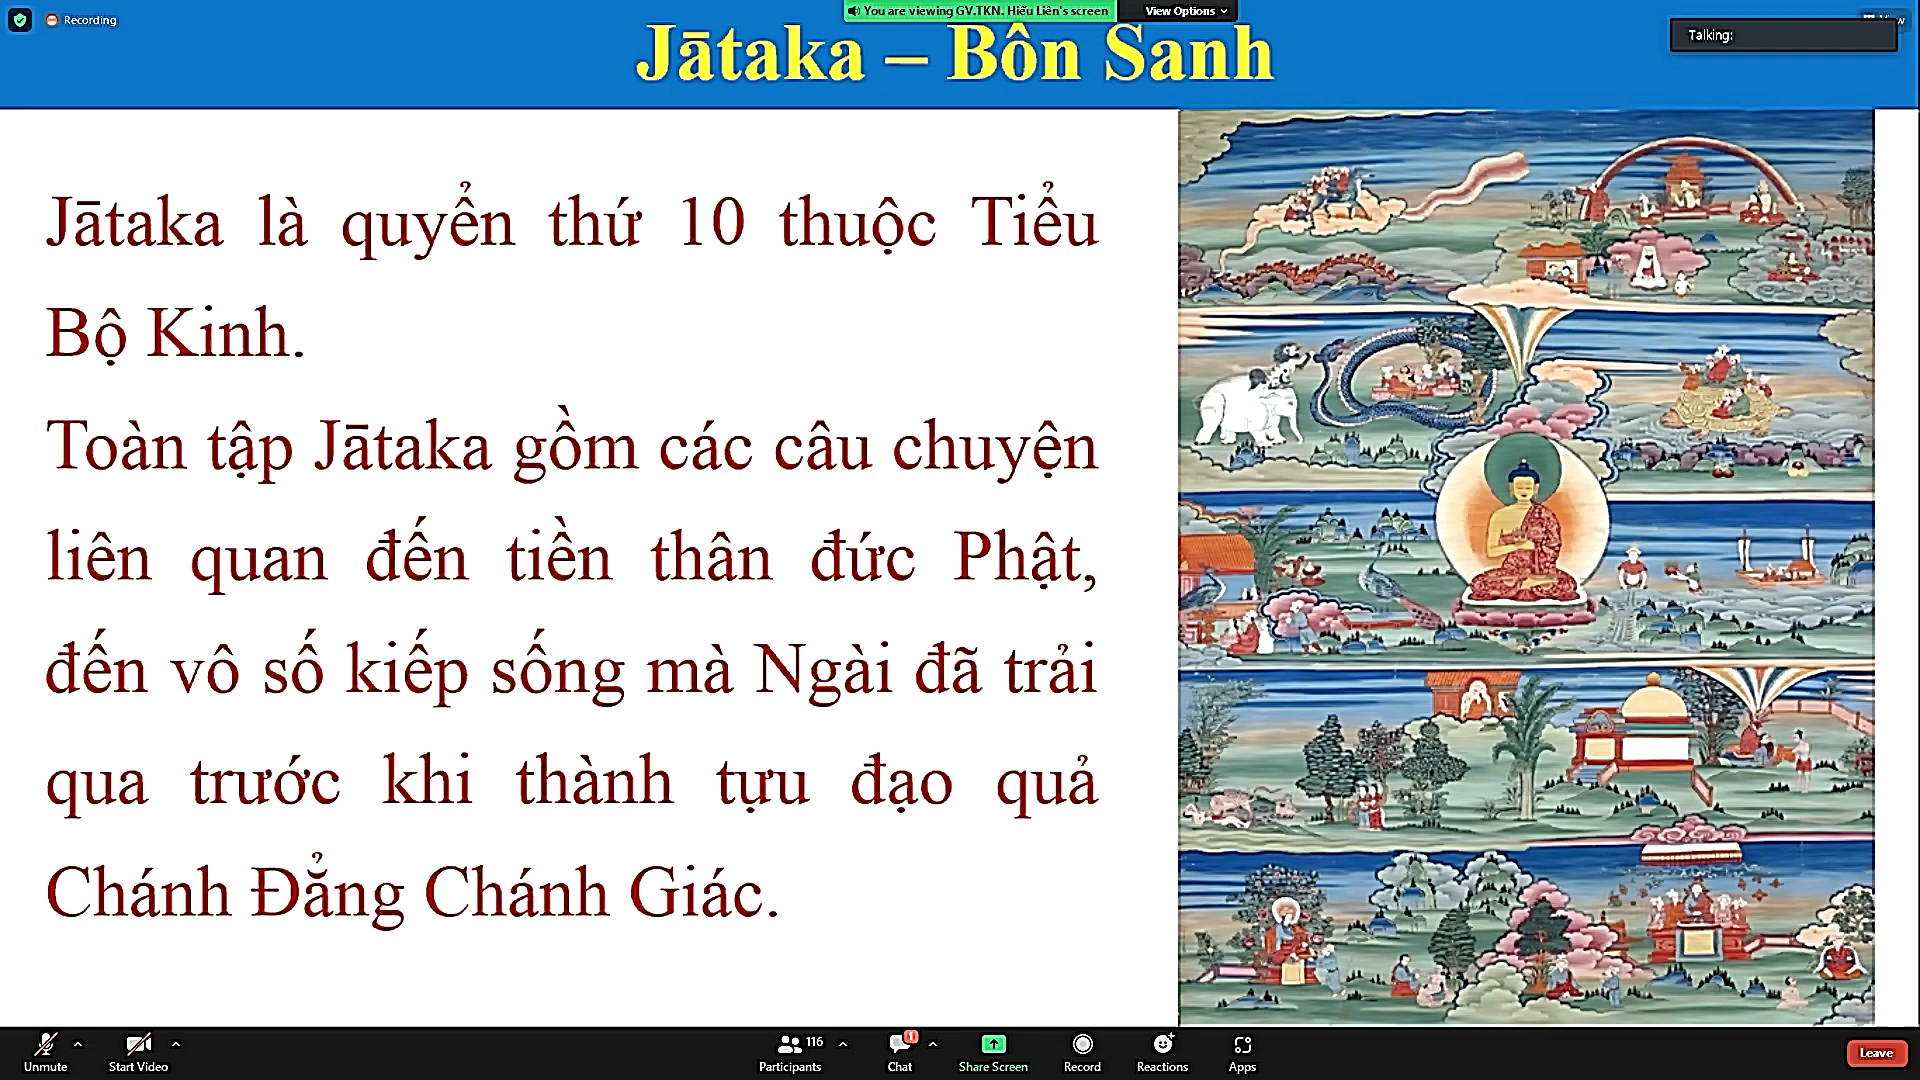 Recording
You are viewing GV.TKN. Hiếu Liên's screen
View Options
View
Talking:
Jātaka – Bổn Sanh
Jātaka là quyển thứ 10 thuộc Tiểu
Bộ Kinh.
Toàn tập Jātaka gồm các câu chuyện
liên quan đến tiền thân đức Phật,
đến vô số kiếp sống mà Ngài đã trải
qua trước khi thành tựu đạo quả
Chánh Đẳng Chánh Giác.
Unmute
Start Video
116
Participants
1
Chat
Share Screen
Record
Reactions
Apps
Leave